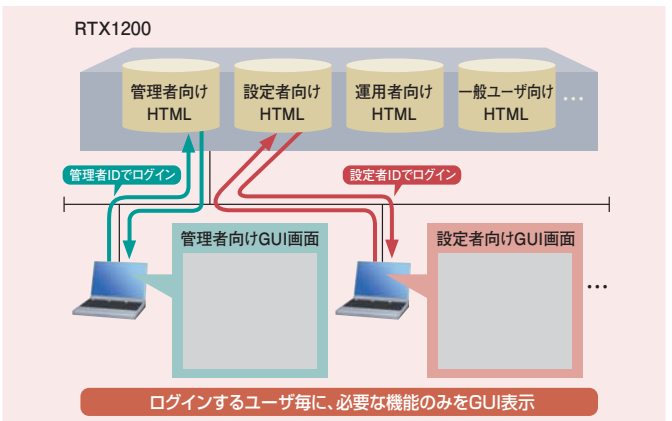 RTX1200
管理者向け
HTML
設定者向け
HTML
運用者向け
HTML
一般ユーザ向け
HTML
…
管理者IDでログイン
設定者IDでログイン
管理者向けGUI画面
設定者向けGUI画面
…
ログインするユーザ毎に、必要な機能のみをGUI表示